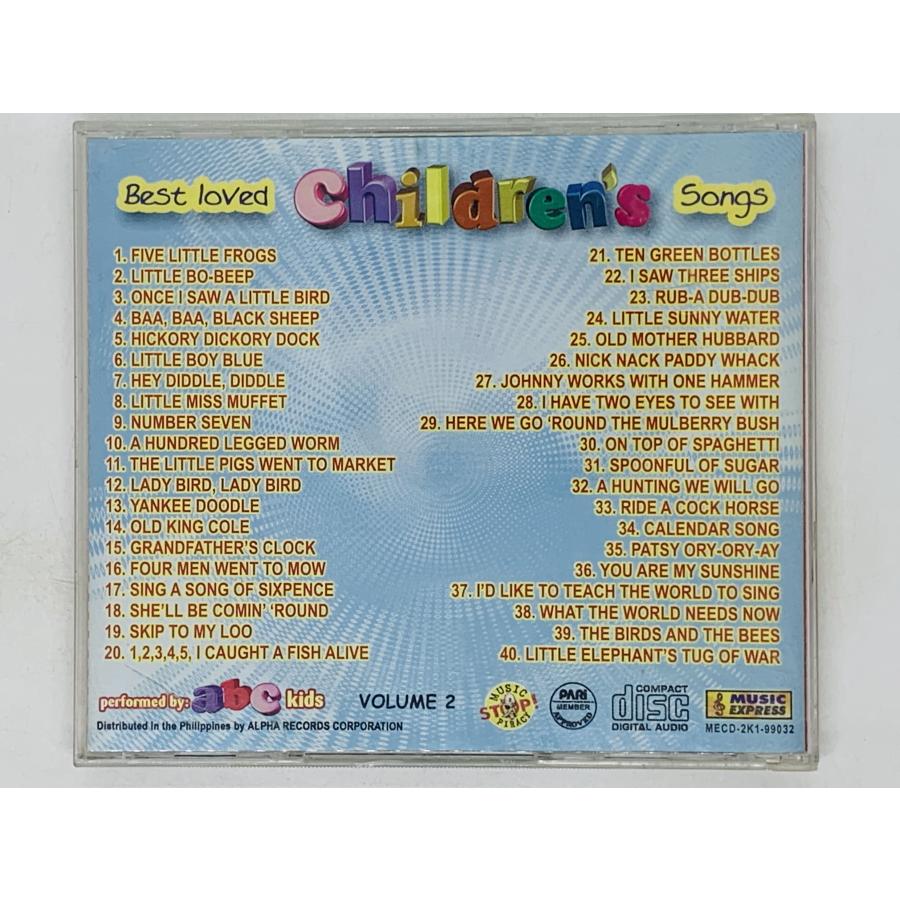 Best loved Children's Songs
1. FIVE LITTLE FROGS
2. LITTLE BO-BEEP
3. ONCE I SAW A LITTLE BIRD
4. BAA, BAA, BLACK SHEEP
5. HICKORY DICKORY DOCK
6. LITTLE BOY BLUE
7. HEY DIDDLE, DIDDLE
8. LITTLE MISS MUFFET
9. NUMBER SEVEN
10. A HUNDRED LEGGED WORM
11. THE LITTLE PIGS WENT TO MARKET
12. LADY BIRD, LADY BIRD
13. YANKEE DOODLE
14. OLD KING COLE
15. GRANDFATHER'S CLOCK
16. FOUR MEN WENT TO MOW
17. SING A SONG OF SIXPENCE
18. SHE'LL BE COMIN' 'ROUND
19. SKIP TO MY LOO
20. 1,2,3,4,5, I CAUGHT A FISH ALIVE
21. TEN GREEN BOTTLES
22. I SAW THREE SHIPS
23. RUB-A DUB-DUB
24. LITTLE SUNNY WATER
25. OLD MOTHER HUBBARD
26. NICK NACK PADDY WHACK
27. JOHNNY WORKS WITH ONE HAMMER
28. I HAVE TWO EYES TO SEE WITH
29. HERE WE GO 'ROUND THE MULBERRY BUSH
30. ON TOP OF SPAGHETTI
31. SPOONFUL OF SUGAR
32. A HUNTING WE WILL GO
33. RIDE A COCK HORSE
34. CALENDAR SONG
35. PATSY ORY-ORY-AY
36. YOU ARE MY SUNSHINE
37. I'D LIKE TO TEACH THE WORLD TO SING
38. WHAT THE WORLD NEEDS NOW
39. THE BIRDS AND THE BEES
40. LITTLE ELEPHANT'S TUG OF WAR
performed by: abc kids
VOLUME 2
Distributed in the Philippines by ALPHA RECORDS CORPORATION
MUSIC
STOP!
PIRACY
PARI
MEMBER
APPROVED
COMPACT
disc
DIGITAL AUDIO
MUSIC
EXPRESS
MECD-2K1-99032